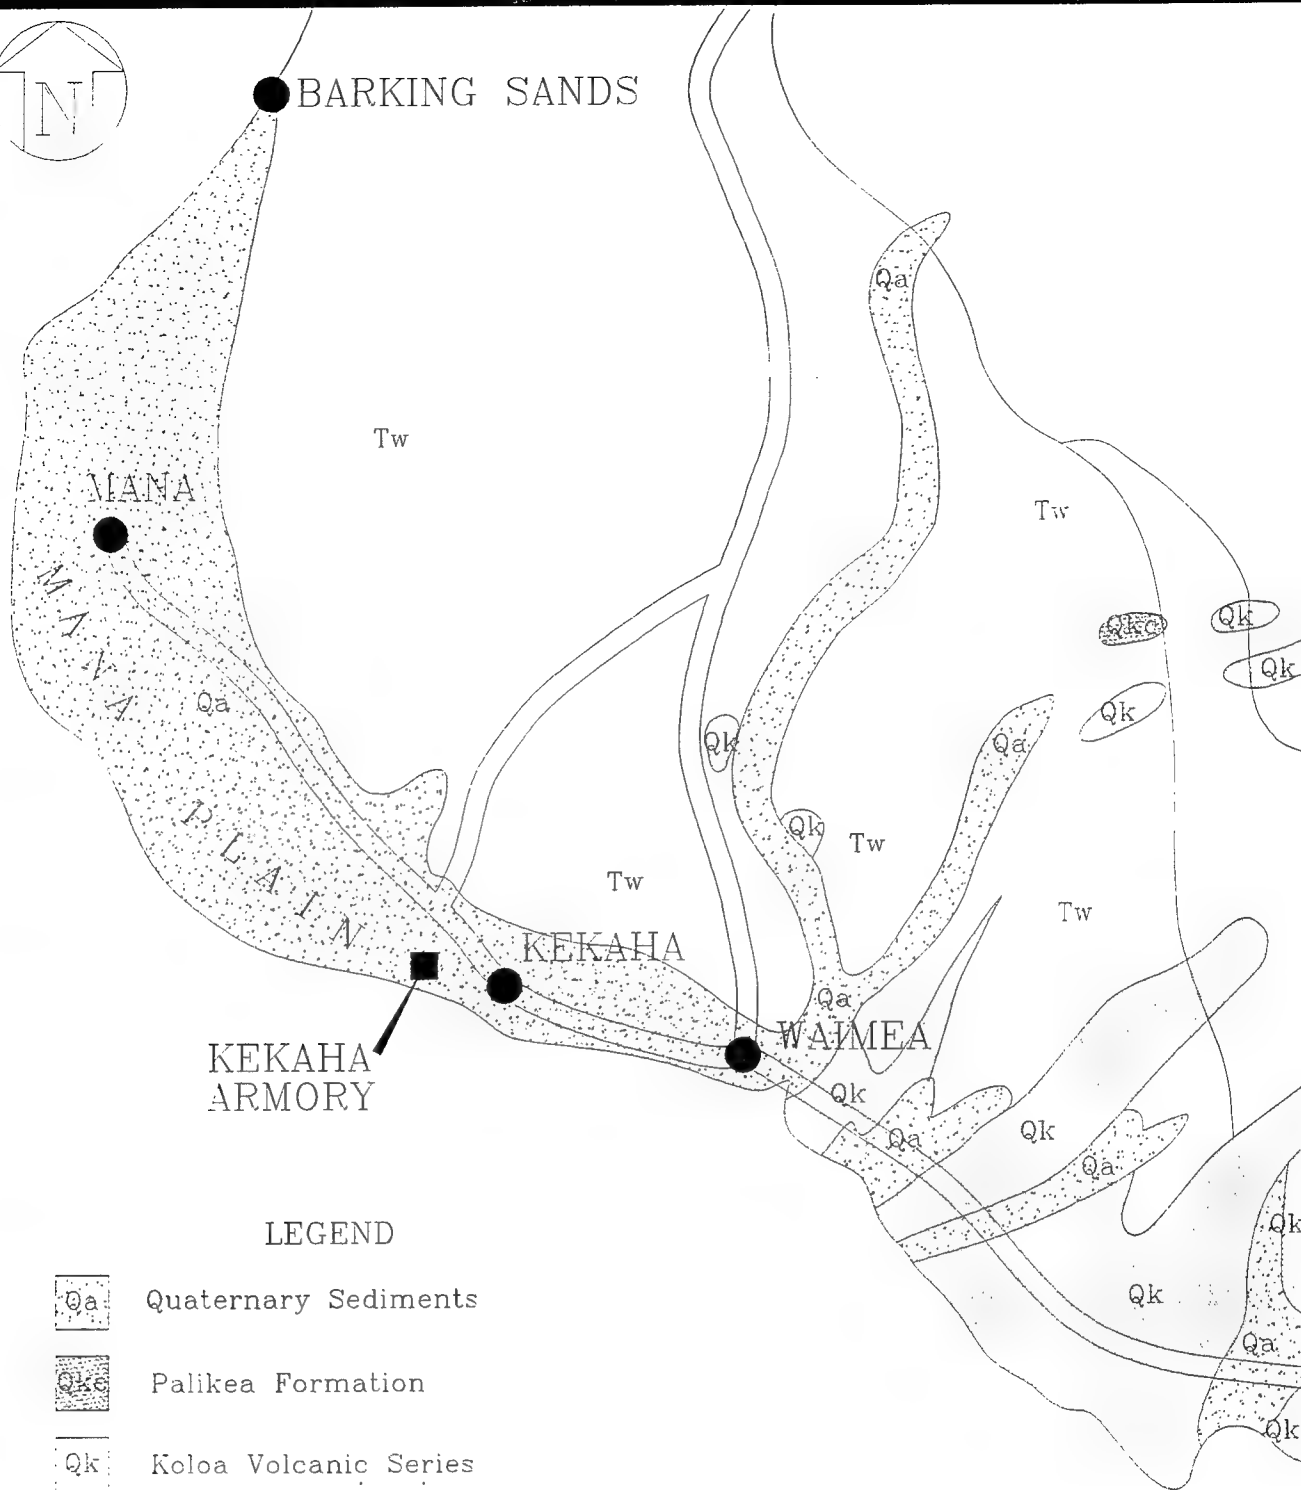 N
BARKING SANDS
Qa
Tw
MANA
Tw
Qkc
Qk
Qk
MANA PLAIN
Qa
Qk
Qk
Qa
Qk
Tw
Tw
Tw
KEKAHA
Qa
WAIMEA
KEKAHA
ARMORY
Qk
Qa
Qk
Qa
Qk
Qk
Qa
Qk
LEGEND
Qa Quaternary Sediments
Qkc Palikea Formation
Qk Koloa Volcanic Series